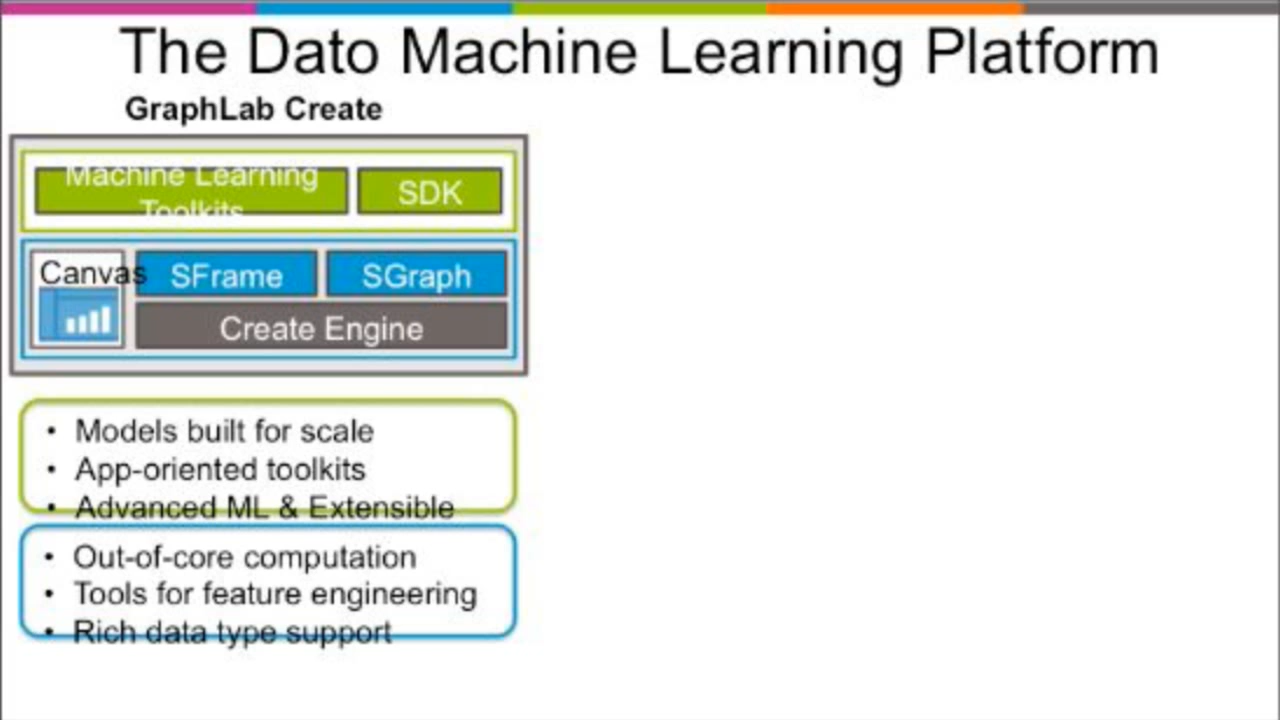 The Dato Machine Learning Platform
GraphLab Create
Machine Learning
Toolkits
SDK
Canvas
SFrame
SGraph
Create Engine
• Models built for scale
• App-oriented toolkits
• Advanced ML & Extensible
• Out-of-core computation
• Tools for feature engineering
• Rich data type support